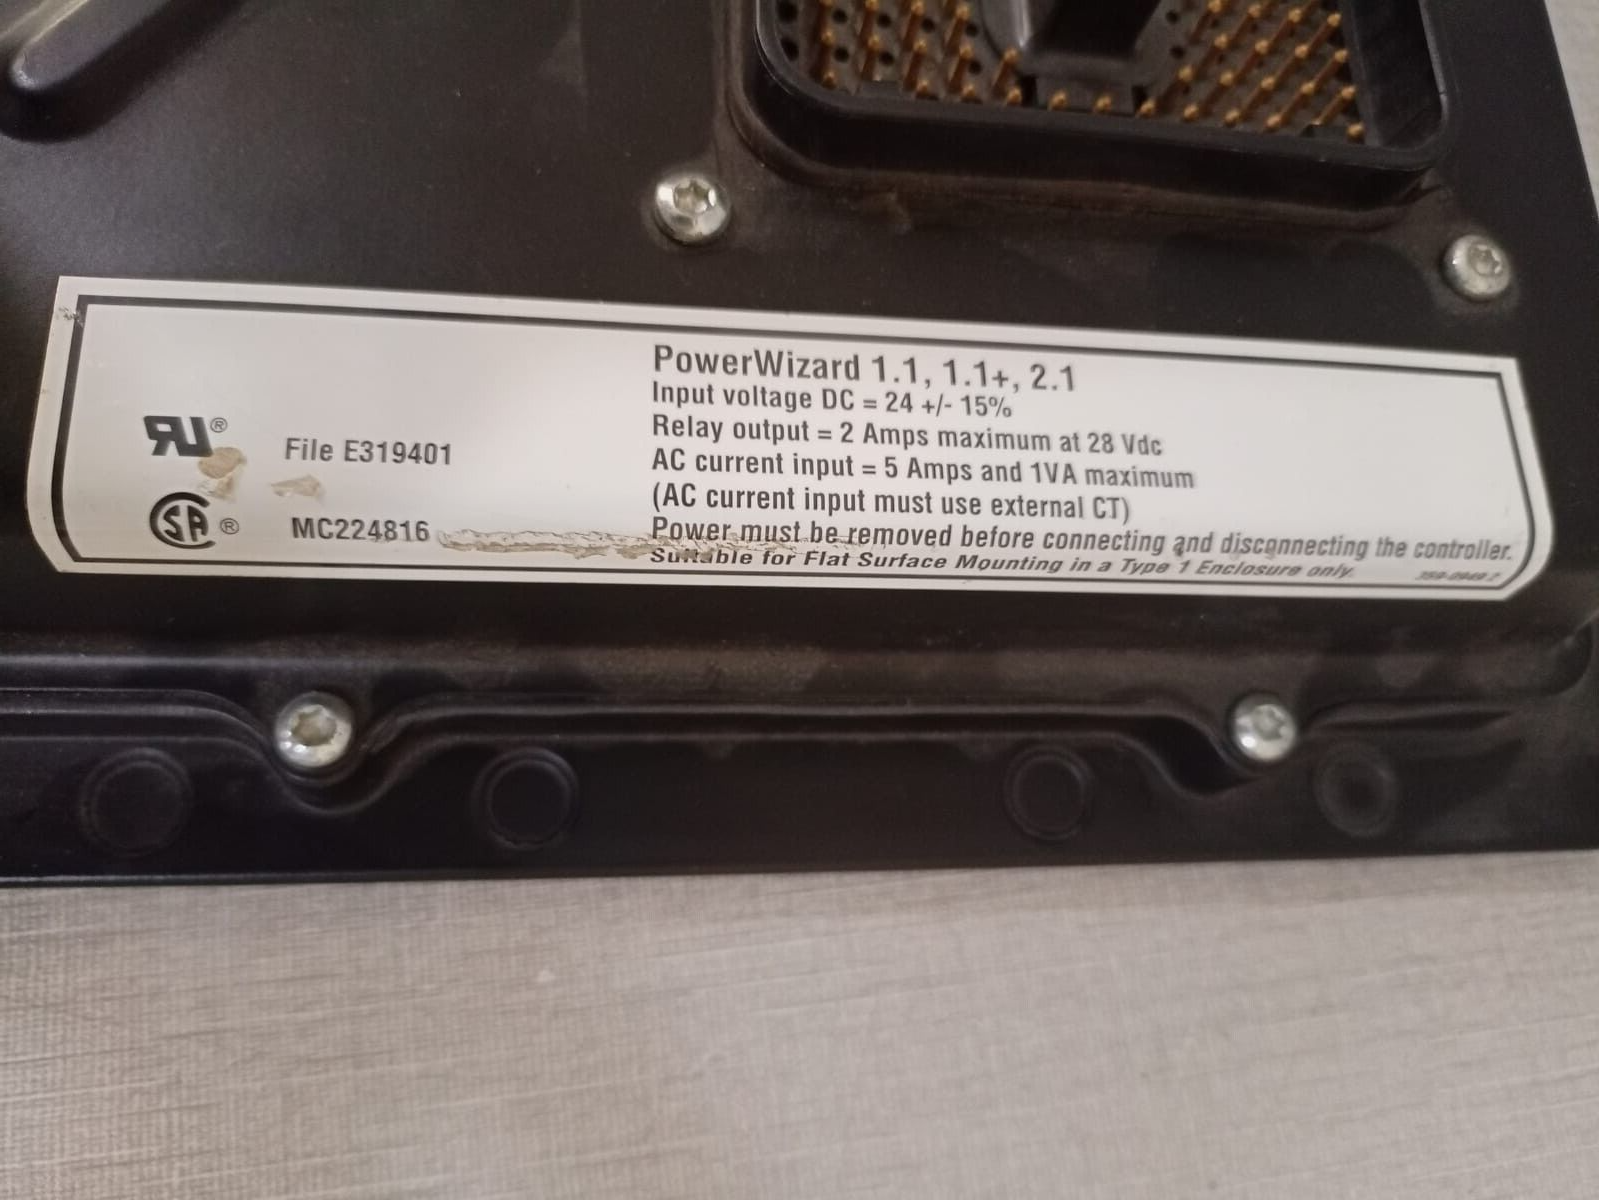 PowerWizard 1.1, 1.1+, 2.1
Input voltage DC = 24 +/- 15%
Relay output = 2 Amps maximum at 28 Vdc
AC current input = 5 Amps and 1VA maximum
(AC current input must use external CT)
Power must be removed before connecting and disconnecting the controller.
Suitable for Flat Surface Mounting in a Type 1 Enclosure only.
RU®
File E319401
SA®
MC224816